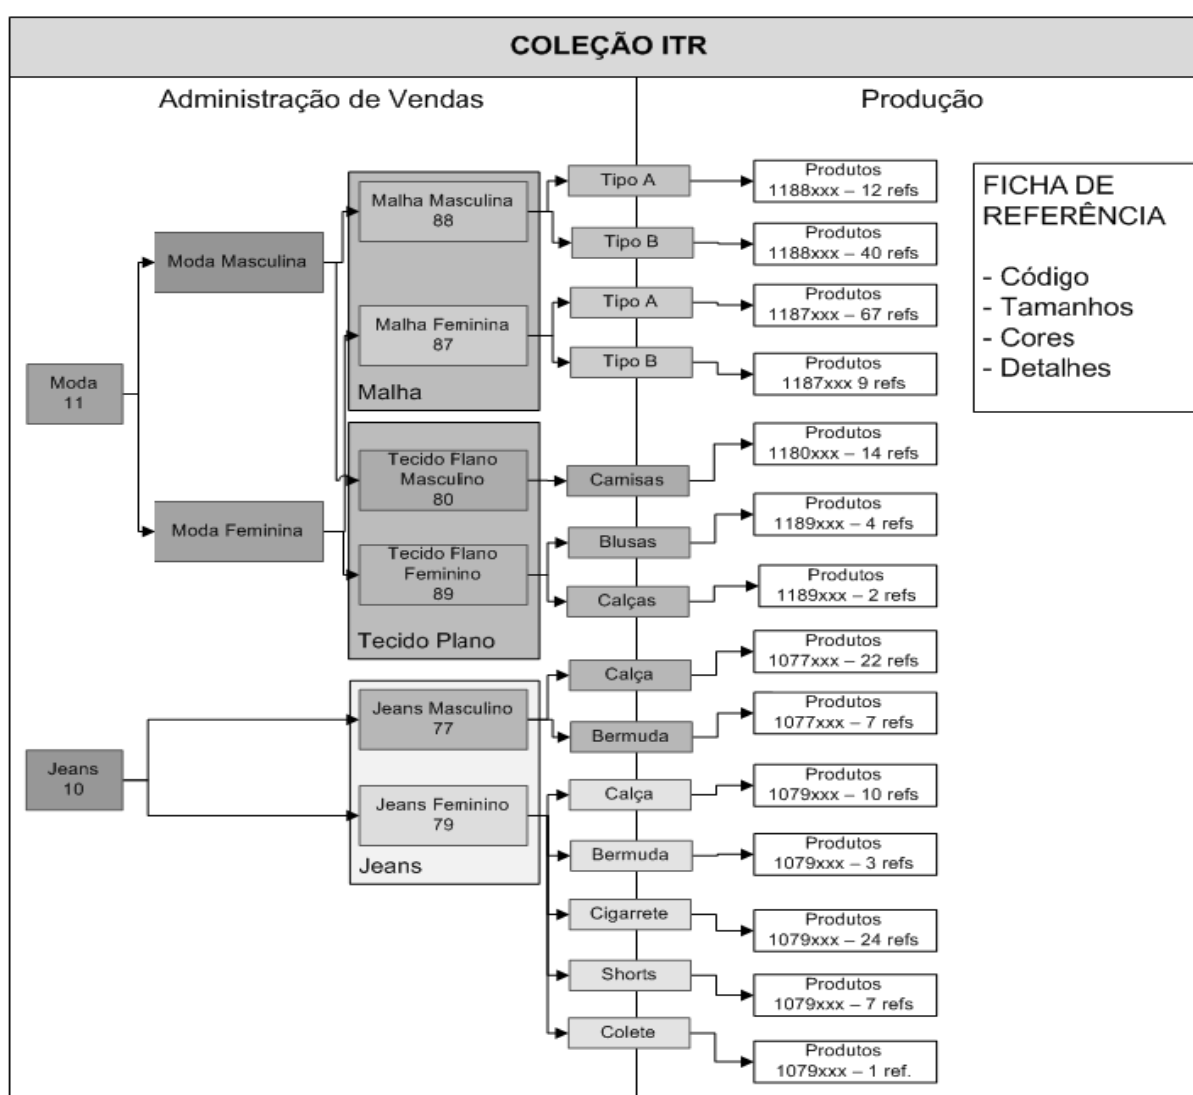 COLEÇÃO ITR
Administração de Vendas
Produção
Moda
11
Moda Masculina
Moda Feminina
Malha Masculina
88
Malha Feminina
87
Malha
Tecido Plano
Masculino
80
Tecido Plano
Feminino
89
Tecido Plano
Jeans
10
Jeans Masculino
77
Jeans Feminino
79
Jeans
Tipo A
Produtos
1188xxx – 12 refs
Tipo B
Produtos
1188xxx – 40 refs
Tipo A
Produtos
1187xxx – 67 refs
Tipo B
Produtos
1187xxx 9 refs
Camisas
Produtos
1180xxx – 14 refs
Blusas
Produtos
1189xxx – 4 refs
Calças
Produtos
1189xxx – 2 refs
Calça
Produtos
1077xxx – 22 refs
Bermuda
Produtos
1077xxx – 7 refs
Calça
Produtos
1079xxx – 10 refs
Bermuda
Produtos
1079xxx – 3 refs
Cigarrete
Produtos
1079xxx – 24 refs
Shorts
Produtos
1079xxx – 7 refs
Colete
Produtos
1079xxx – 1 ref.
FICHA DE
REFERÊNCIA
- Código
- Tamanhos
- Cores
- Detalhes